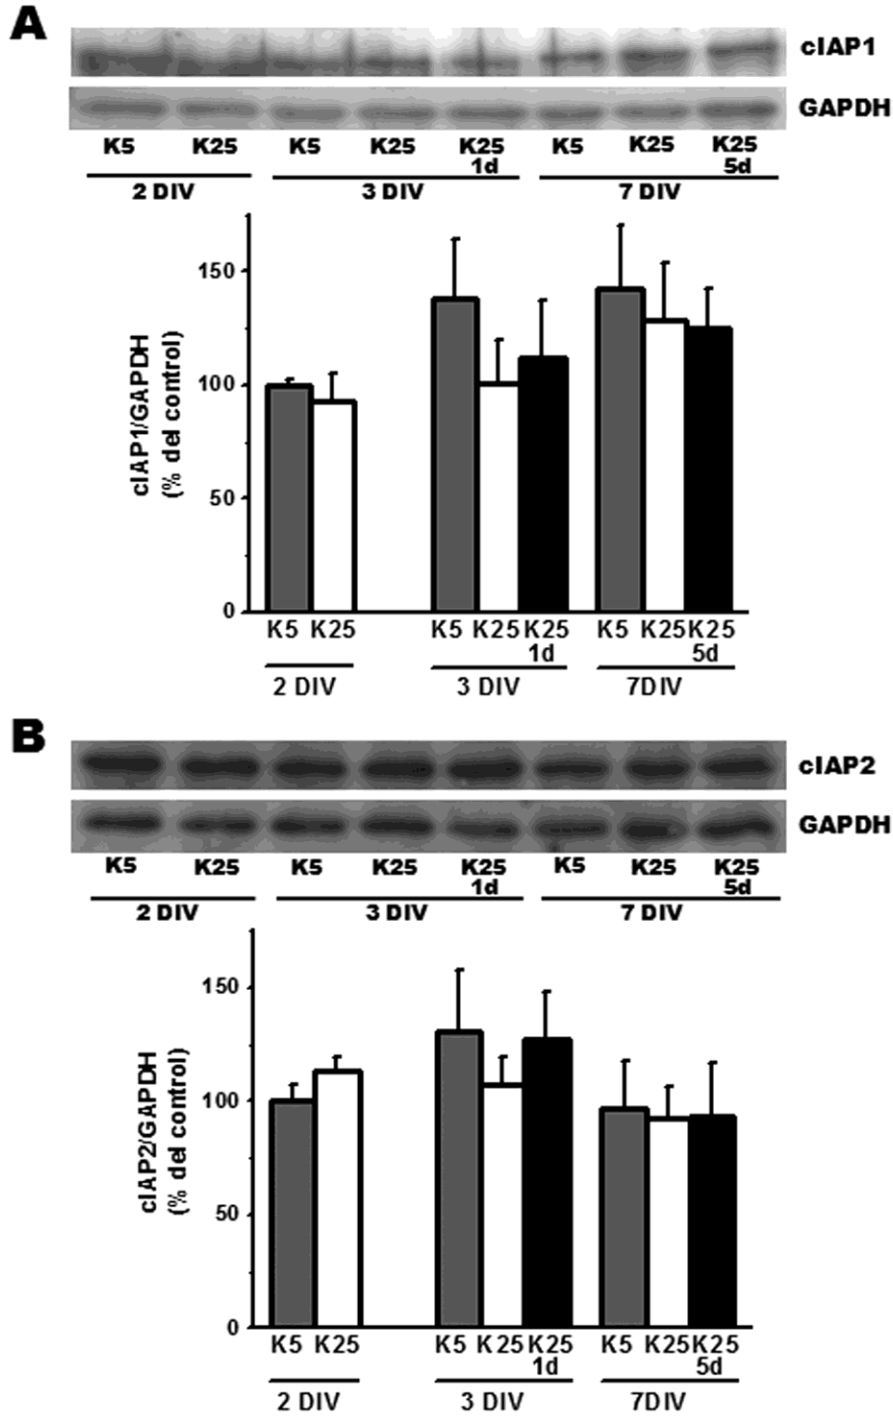 A
cIAP1
GAPDH
K5 K25 K5 K25 K25 K5 K25 K25
1d 5d
2 DIV 3 DIV 7 DIV
cIAP1/GAPDH
(% del control)
150
100
50
0
K5 K25 K5 K25 K25 K5 K25 K25
1d 5d
2 DIV 3 DIV 7DIV
B
cIAP2
GAPDH
K5 K25 K5 K25 K25 K5 K25 K25
1d 5d
2 DIV 3 DIV 7 DIV
cIAP2/GAPDH
(% del control)
150
100
50
0
K5 K25 K5 K25 K25 K5 K25 K25
1d 5d
2 DIV 3 DIV 7DIV